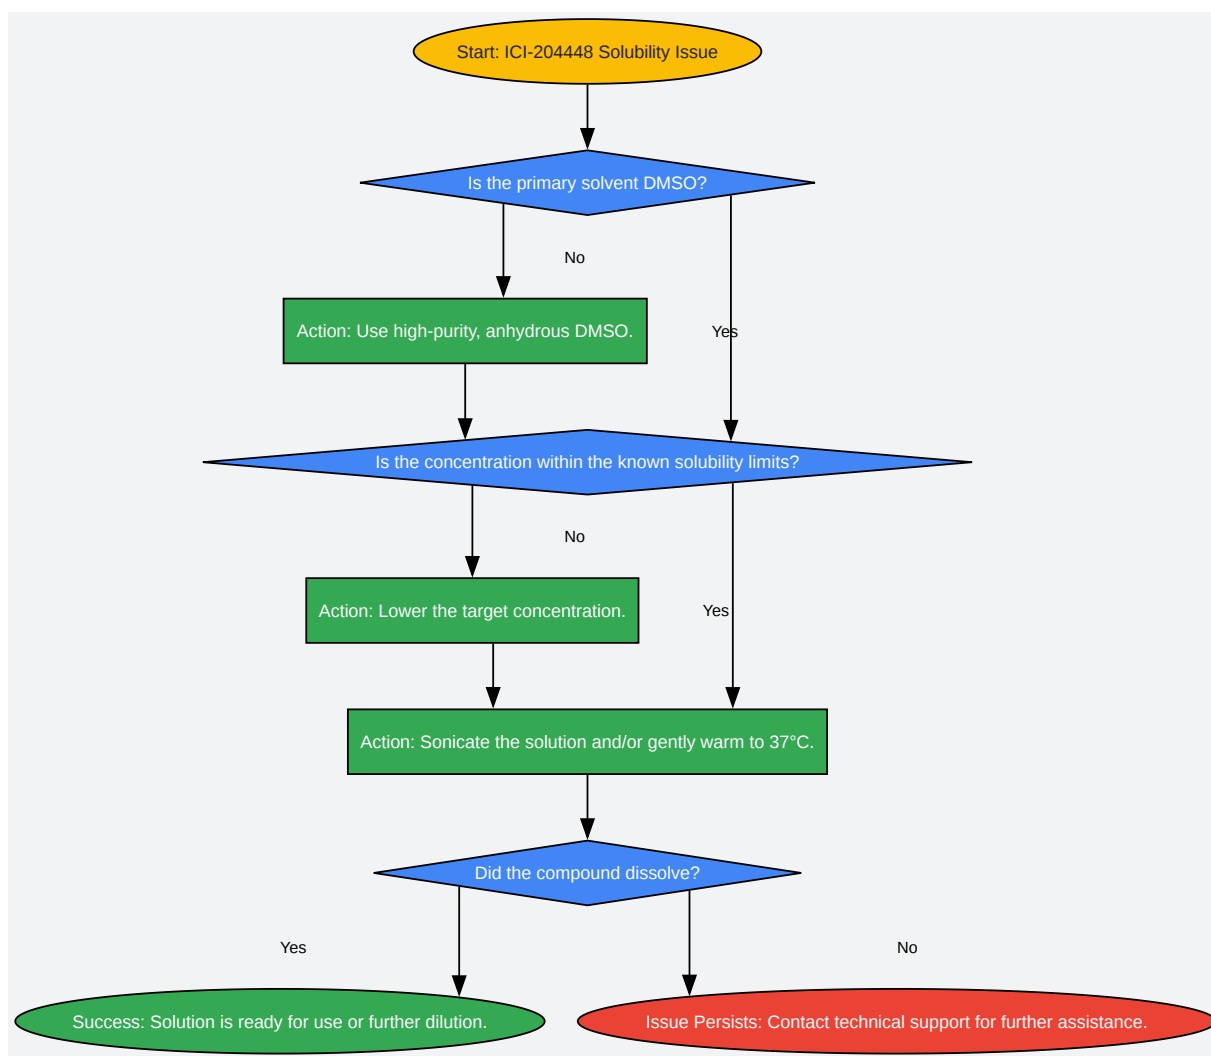 Start: ICI-204448 Solubility Issue
Is the primary solvent DMSO?
No
Action: Use high-purity, anhydrous DMSO.
Yes
Is the concentration within the known solubility limits?
No
Action: Lower the target concentration.
Yes
Action: Sonicate the solution and/or gently warm to 37°C.
Did the compound dissolve?
Yes
No
Success: Solution is ready for use or further dilution.
Issue Persists: Contact technical support for further assistance.